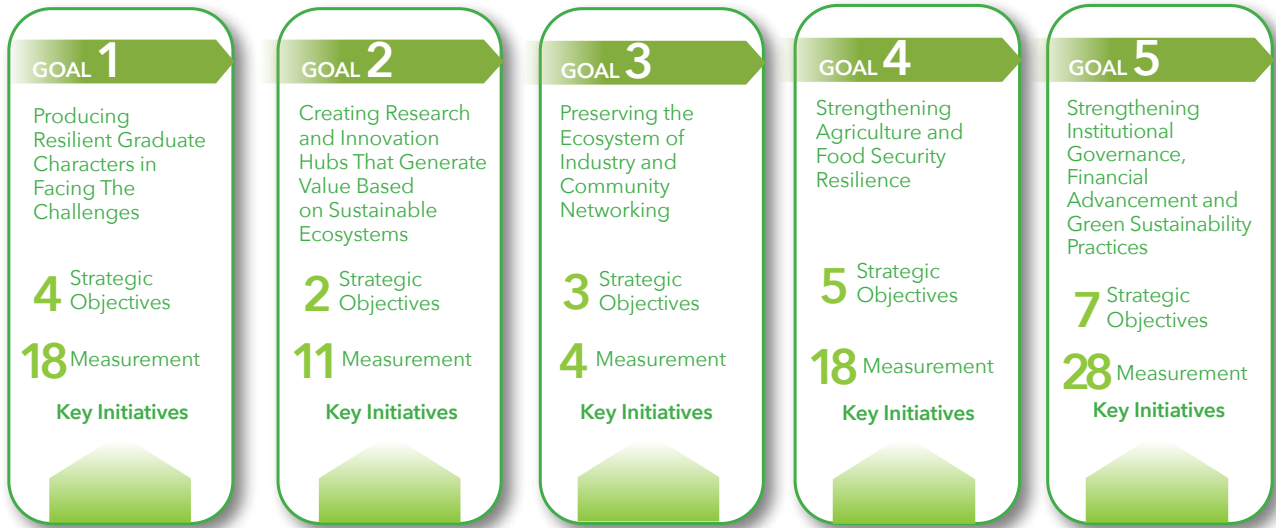 GOAL 1
Producing
Resilient Graduate
Characters in
Facing The
Challenges
4 Strategic
Objectives
18 Measurement
Key Initiatives
GOAL 2
Creating Research
and Innovation
Hubs That Generate
Value Based
on Sustainable
Ecosystems
2 Strategic
Objectives
11 Measurement
Key Initiatives
GOAL 3
Preserving the
Ecosystem of
Industry and
Community
Networking
3 Strategic
Objectives
4 Measurement
Key Initiatives
GOAL 4
Strengthening
Agriculture and
Food Security
Resilience
5 Strategic
Objectives
18 Measurement
Key Initiatives
GOAL 5
Strengthening
Institutional
Governance,
Financial
Advancement and
Green Sustainability
Practices
7 Strategic
Objectives
28 Measurement
Key Initiatives